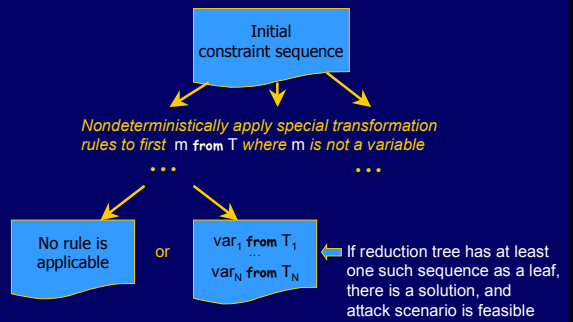 Initial
constraint sequence
Nondeterministically apply special transformation
rules to first m from T where m is not a variable
... ...
No rule is
applicable
or
var1 from T1
...
varN from TN
If reduction tree has at least
one such sequence as a leaf,
there is a solution, and
attack scenario is feasible